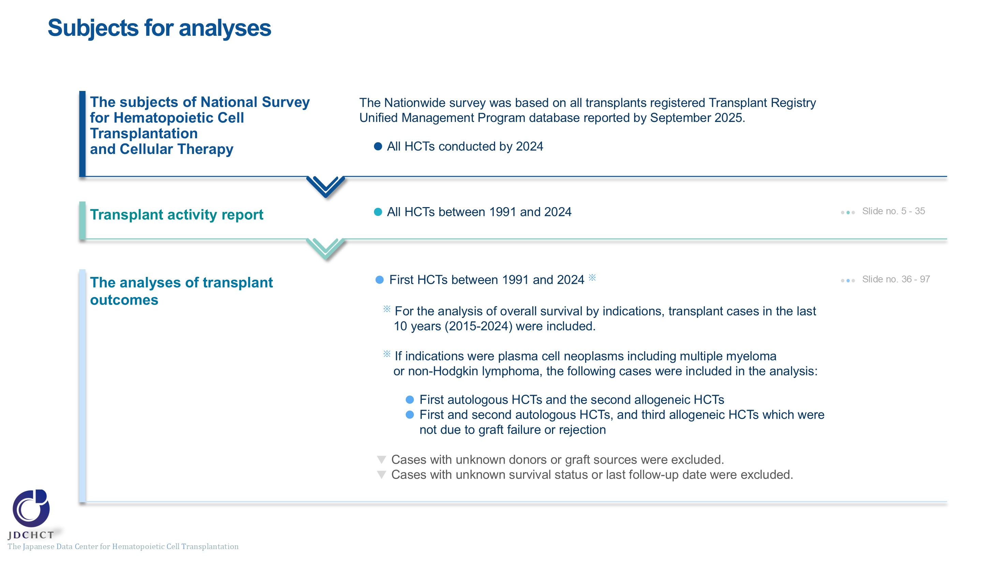 Subjects for analyses
The subjects of National Survey
for Hematopoietic Cell
Transplantation
and Cellular Therapy
The Nationwide survey was based on all transplants registered Transplant Registry
Unified Management Program database reported by September 2025.
● All HCTs conducted by 2024
Transplant activity report
● All HCTs between 1991 and 2024
Slide no. 5 - 35
The analyses of transplant
outcomes
● First HCTs between 1991 and 2024 ※
Slide no. 36 - 97
※ For the analysis of overall survival by indications, transplant cases in the last
10 years (2015-2024) were included.
※ If indications were plasma cell neoplasms including multiple myeloma
or non-Hodgkin lymphoma, the following cases were included in the analysis:
● First autologous HCTs and the second allogeneic HCTs
● First and second autologous HCTs, and third allogeneic HCTs which were
not due to graft failure or rejection
▼ Cases with unknown donors or graft sources were excluded.
▼ Cases with unknown survival status or last follow-up date were excluded.
JDCHCT
The Japanese Data Center for Hematopoietic Cell Transplantation